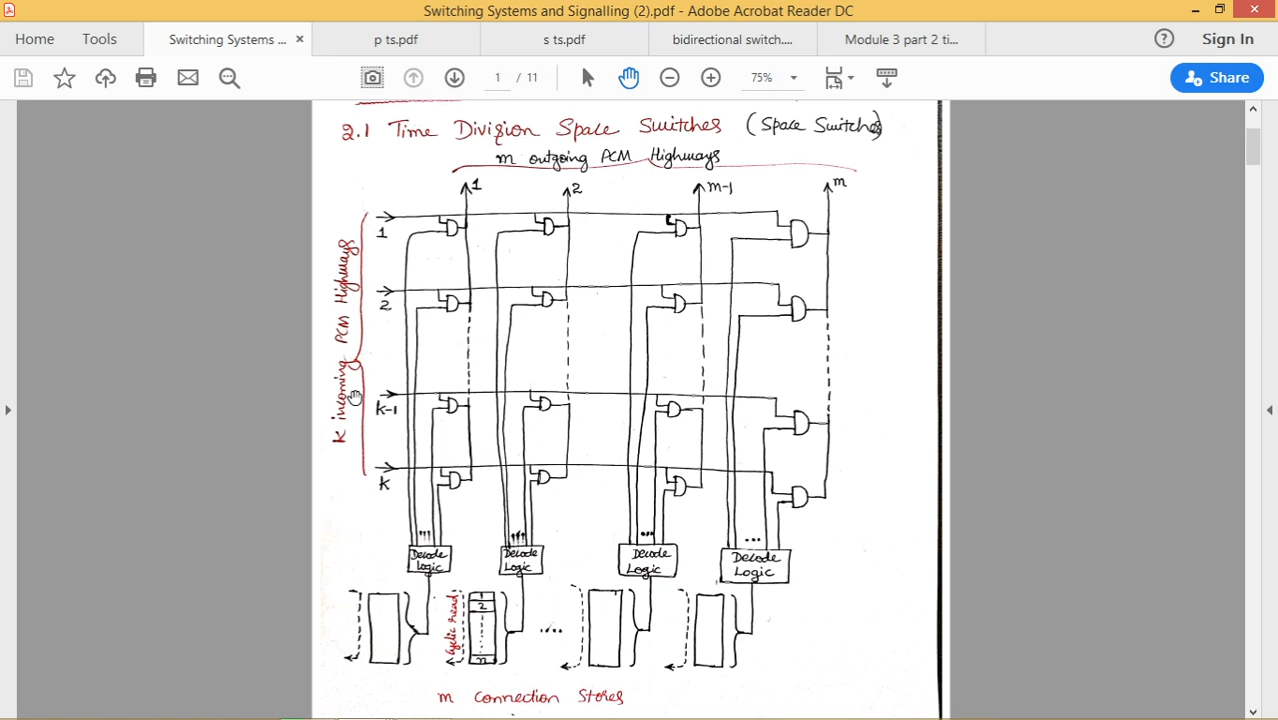 Switching Systems and Signalling (2).pdf - Adobe Acrobat Reader DC
Home Tools Switching Systems ... × p ts.pdf s ts.pdf bidirectional switch.... Module 3 part 2 ti... Sign In
1 / 11 75% Share
2.1 Time Division Space Switches (Space Switches)
m outgoing PCM Highways
1 2 m-1 m
K incoming PCM Highways
1
2
k-1
k
Decode Logic
Decode Logic
Decode Logic
Decode Logic
cyclic read
1
2
n
m Connection Stores